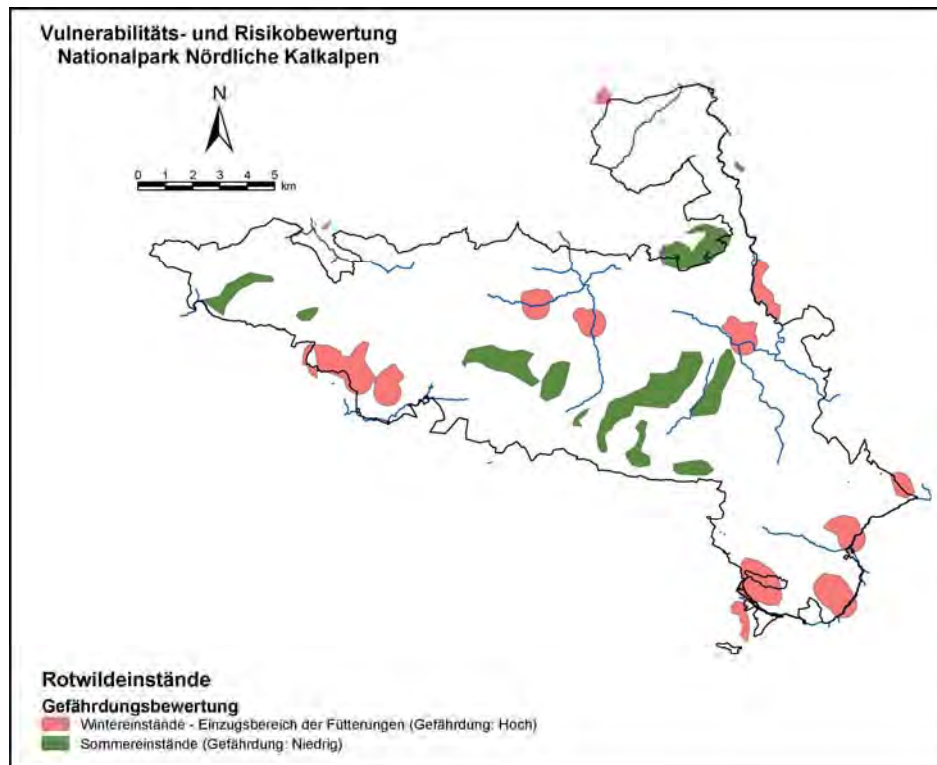 Vulnerabilitäts- und Risikobewertung
Nationalpark Nördliche Kalkalpen
N
0 1 2 3 4 5
km
Rotwildeinstände
Gefährdungsbewertung
Wintereinstände - Einzugsbereich der Fütterungen (Gefährdung: Hoch)
Sommereinstände (Gefährdung: Niedrig)